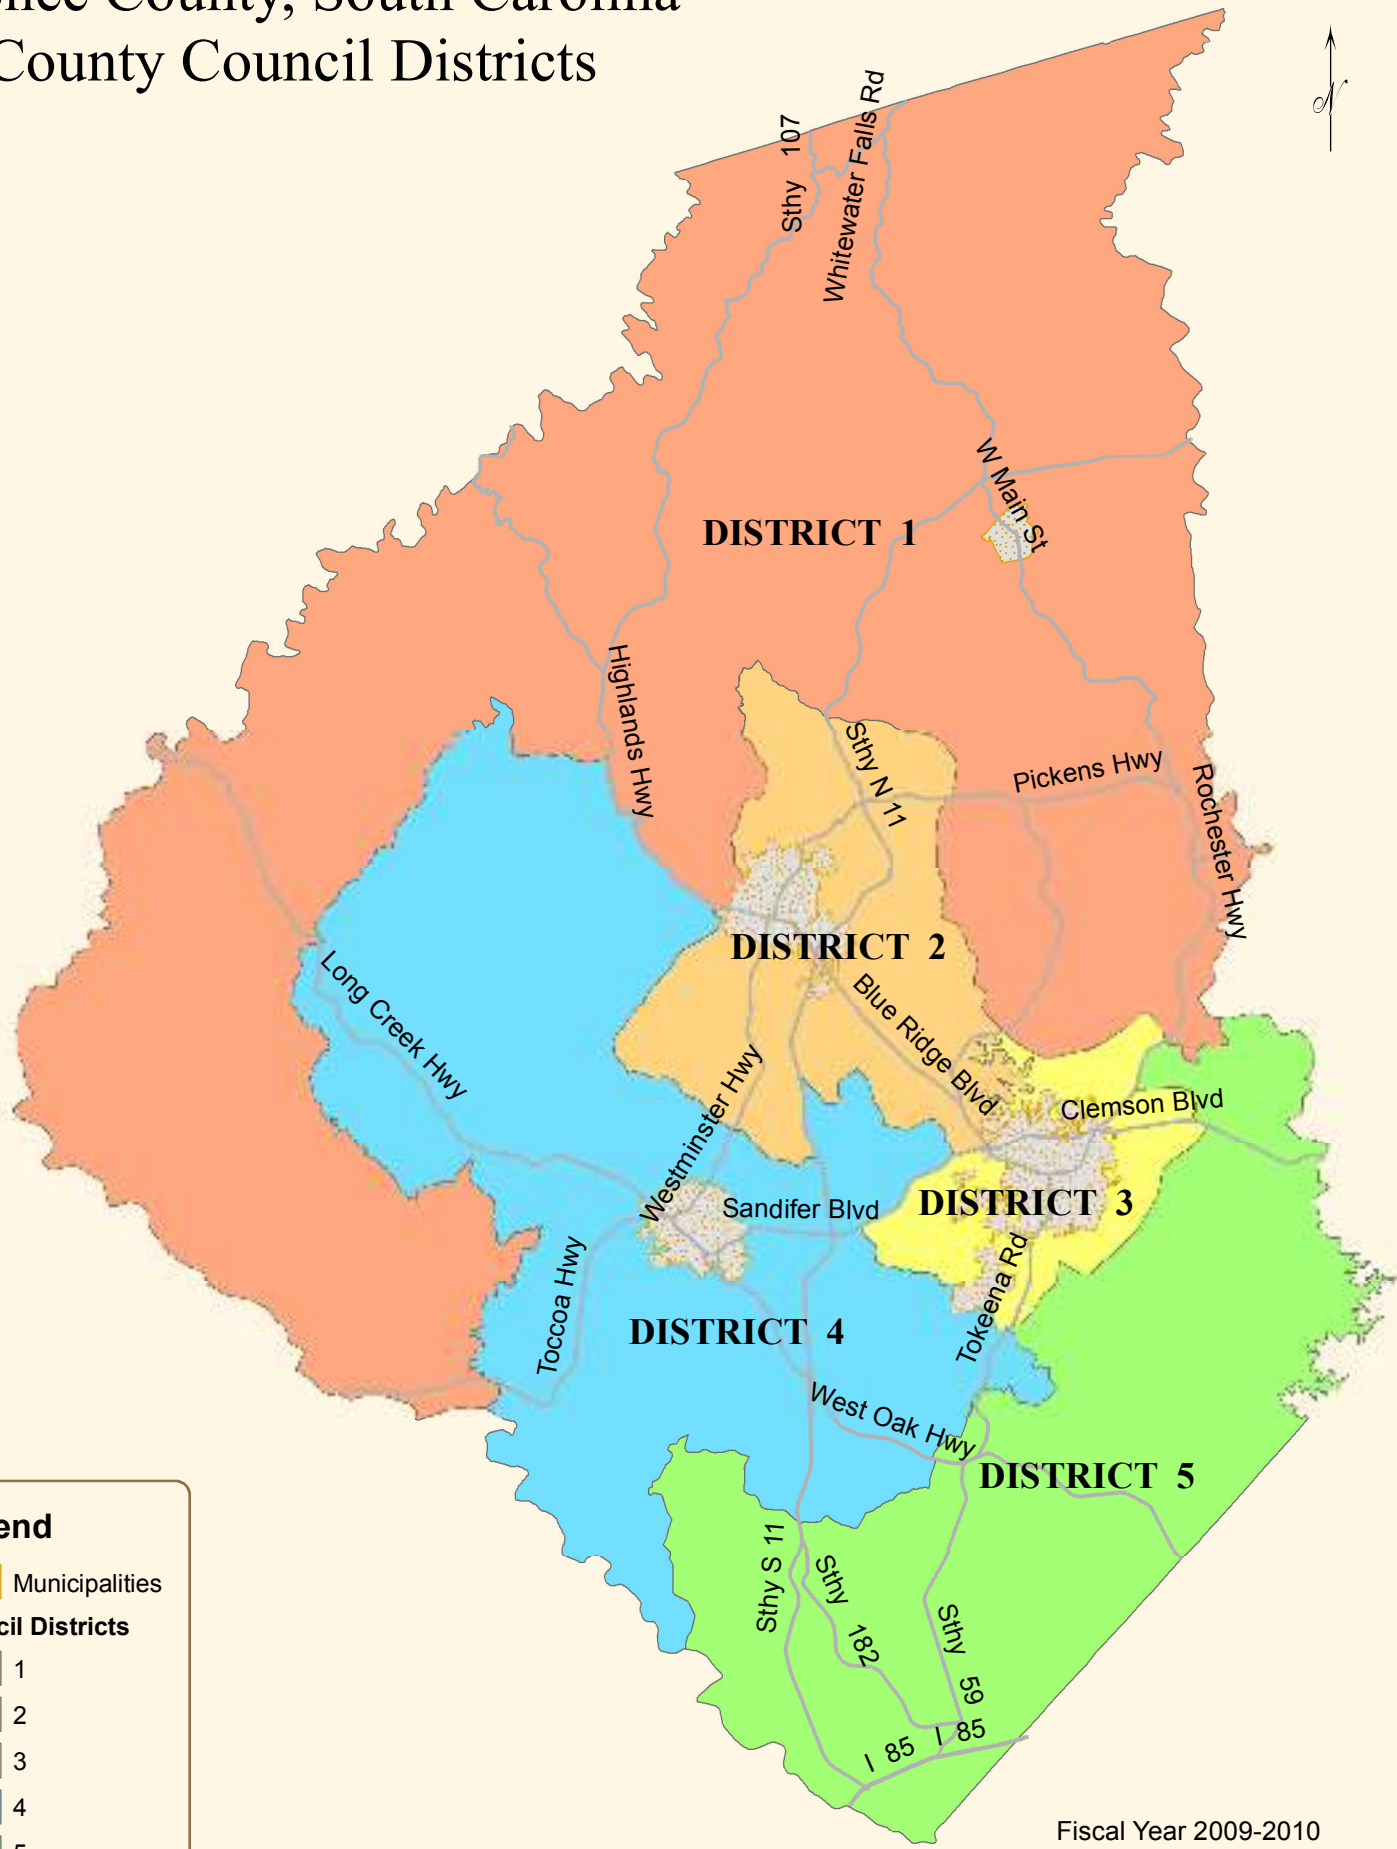 County, South Carolina
County Council Districts
N
Sthy 107
Whitewater Falls Rd
W Main St
DISTRICT 1
Highlands Hwy
Sthy N 11
Pickens Hwy
Rochester Hwy
DISTRICT 2
Long Creek Hwy
Blue Ridge Blvd
Westminster Hwy
Clemson Blvd
Sandifer Blvd
DISTRICT 3
Toccoa Hwy
Tokeena Rd
DISTRICT 4
West Oak Hwy
DISTRICT 5
Sthy S 11
Sthy 182
Sthy 59
I 85
I 85
Municipalities
Districts
1
2
3
4
Fiscal Year 2009-2010